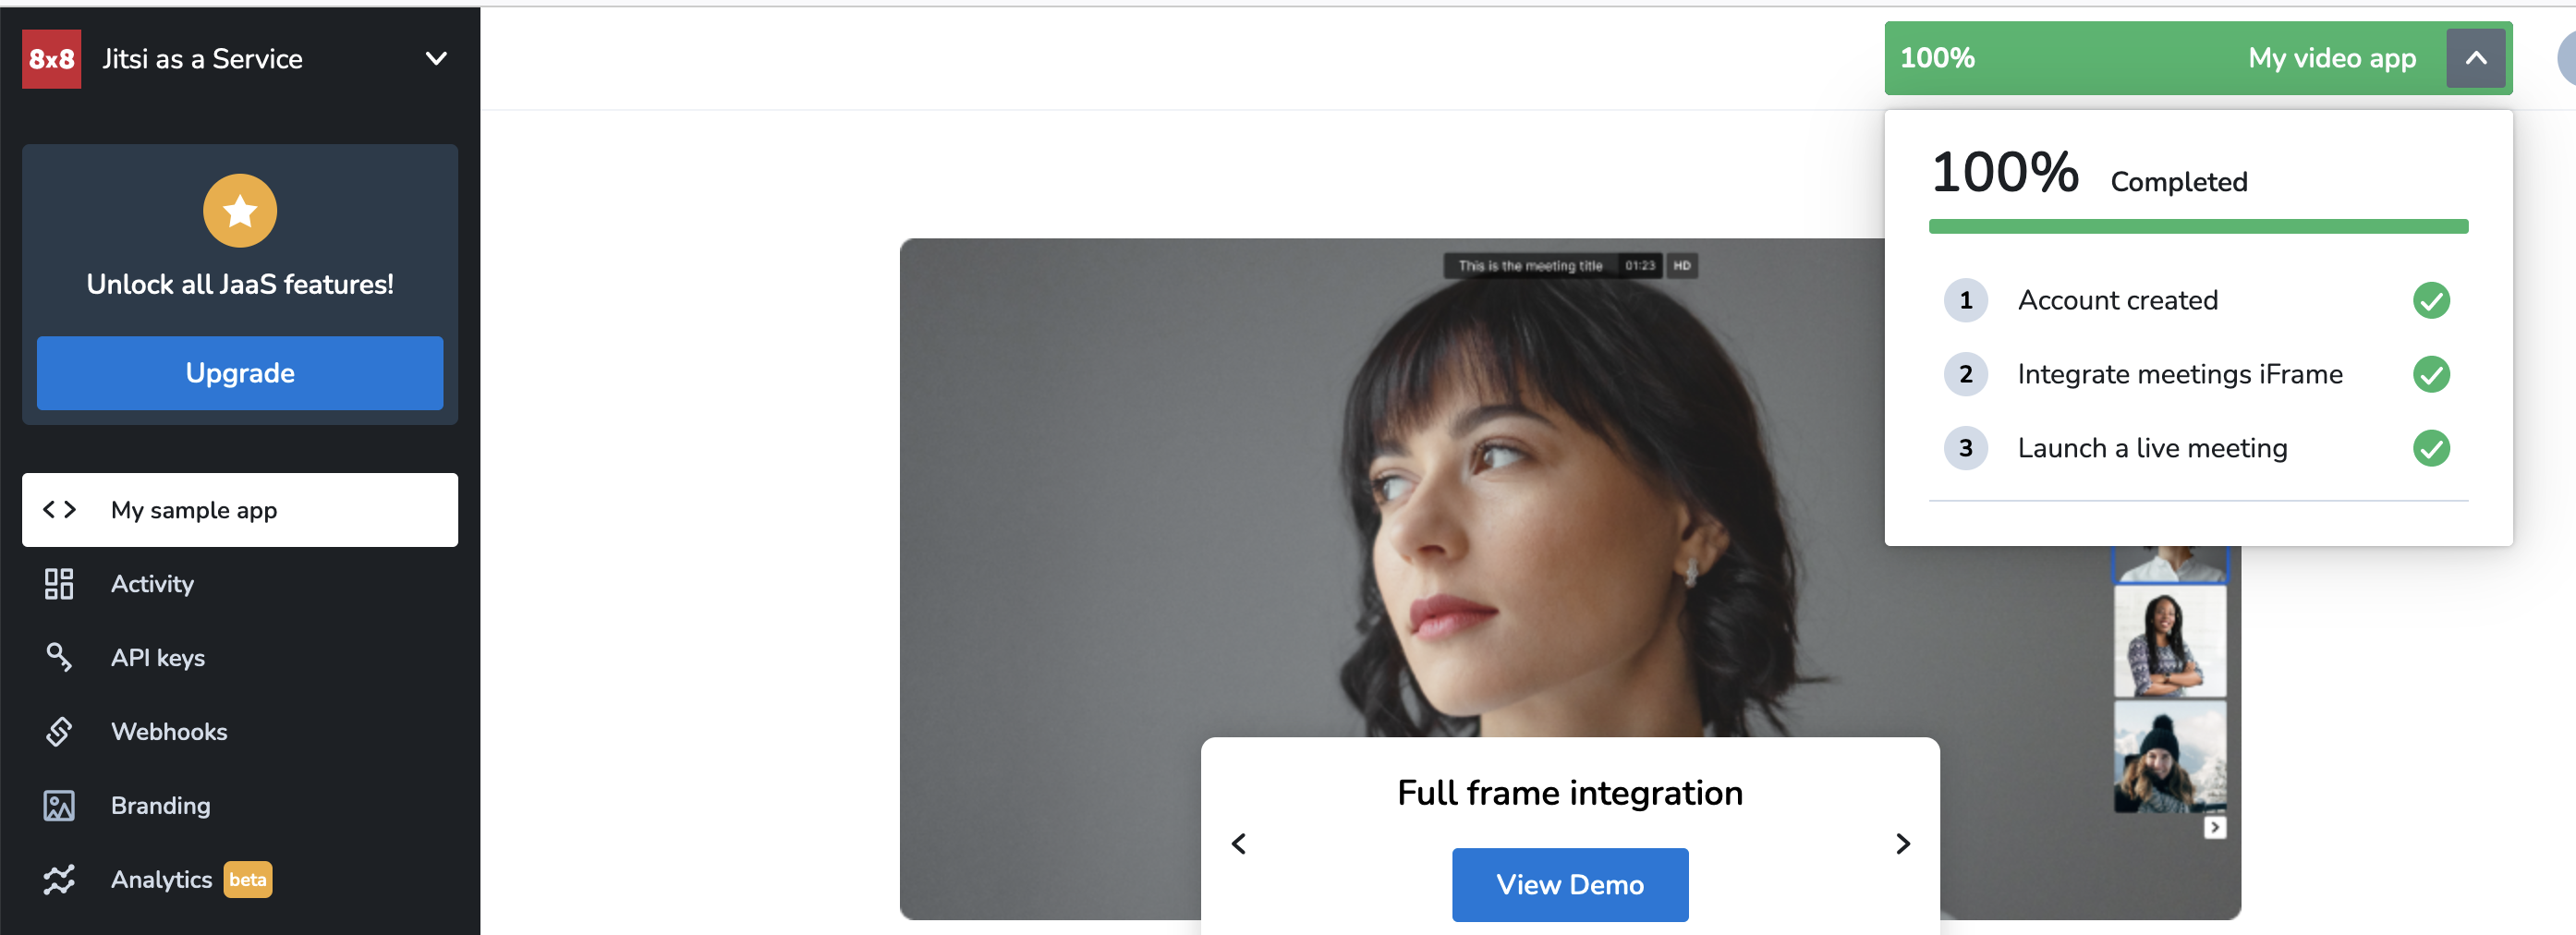 8x8 Jitsi as a Service
Unlock all JaaS features!
Upgrade
My sample app
Activity
API keys
Webhooks
Branding
Analytics beta
100% My video app
100% Completed
1 Account created
2 Integrate meetings iFrame
3 Launch a live meeting
This is the meeting title 01:23 HD
Full frame integration
View Demo